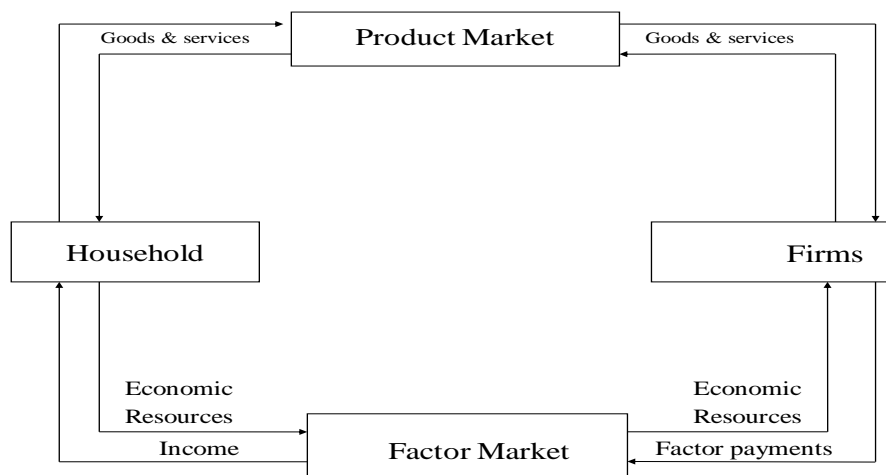 Product Market
Goods & services
Goods & services
Household
Firms
Economic
Resources
Economic
Resources
Income
Factor Market
Factor payments